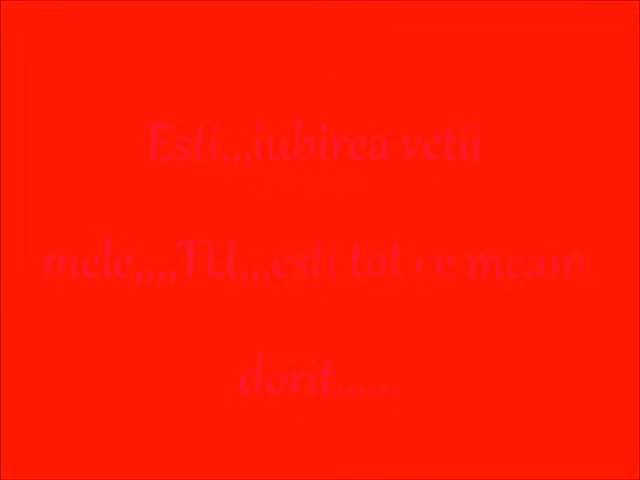 Esti...iubirea vetii
mele,,,,TU...esti tot ce meam
dorit......